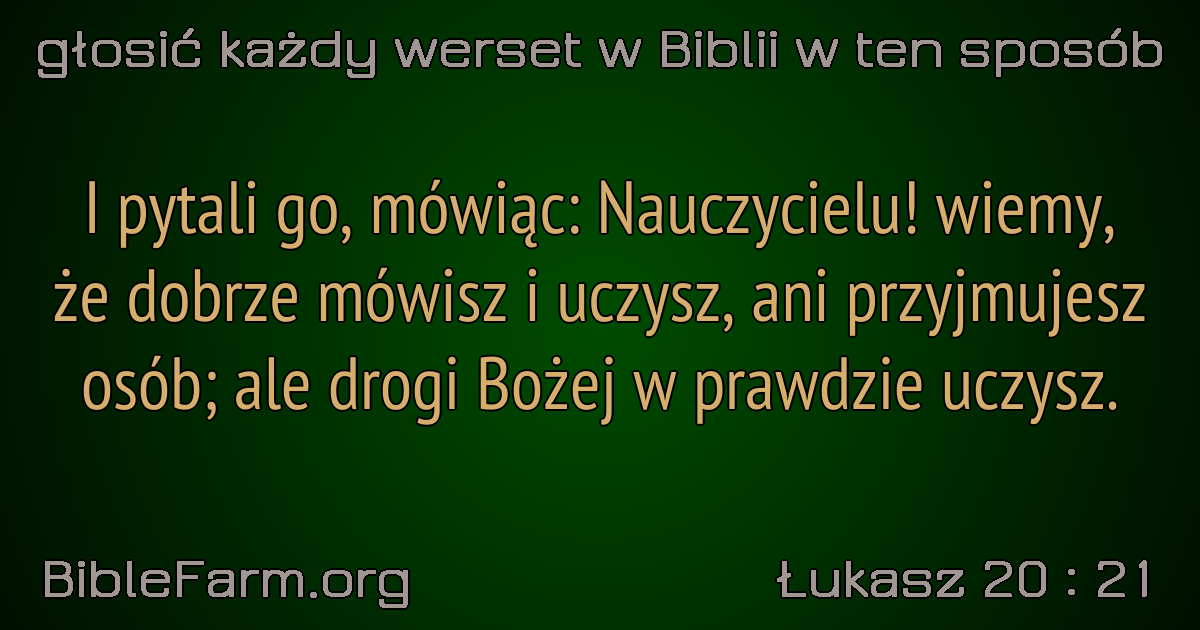 głosić każdy werset w Biblii w ten sposób
I pytali go, mówiąc: Nauczycielu! wiemy,
że dobrze mówisz i uczysz, ani przyjmujesz
osób; ale drogi Bożej w prawdzie uczysz.
BibleFarm.org
Łukasz 20 : 21